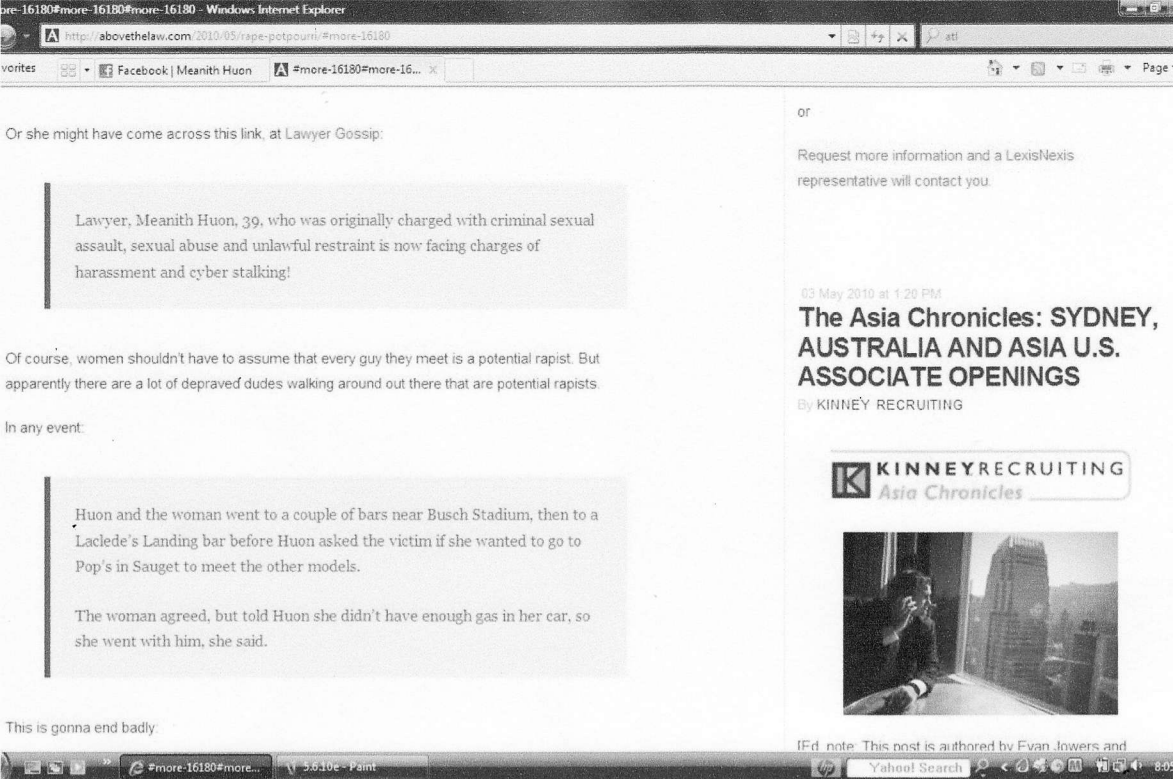 ore-16180#more-16180#more-16180 - Windows Internet Explorer
http://abovethelaw.com/2010/05/rape-potpourri/#more-16180
atl
vorites
Facebook | Meanith Huon
#more-16180#more-16...
Page
Or she might have come across this link, at Lawyer Gossip:
Lawyer, Meanith Huon, 39, who was originally charged with criminal sexual
assault, sexual abuse and unlawful restraint is now facing charges of
harassment and cyber stalking!
Of course, women shouldn't have to assume that every guy they meet is a potential rapist. But
apparently there are a lot of depraved dudes walking around out there that are potential rapists.
In any event:
Huon and the woman went to a couple of bars near Busch Stadium, then to a
Laclede's Landing bar before Huon asked the victim if she wanted to go to
Pop's in Sauget to meet the other models.
The woman agreed, but told Huon she didn't have enough gas in her car, so
she went with him, she said.
This is gonna end badly:
or
Request more information and a LexisNexis
representative will contact you.
03 May 2010 at 1:20 PM
The Asia Chronicles: SYDNEY,
AUSTRALIA AND ASIA U.S.
ASSOCIATE OPENINGS
By KINNEY RECRUITING
KINNEYRECRUITING
Asia Chronicles
[Ed. note: This post is authored by Evan Jowers and
#more-16180#more...
5.6.10e - Paint
Yahoo! Search
8:0